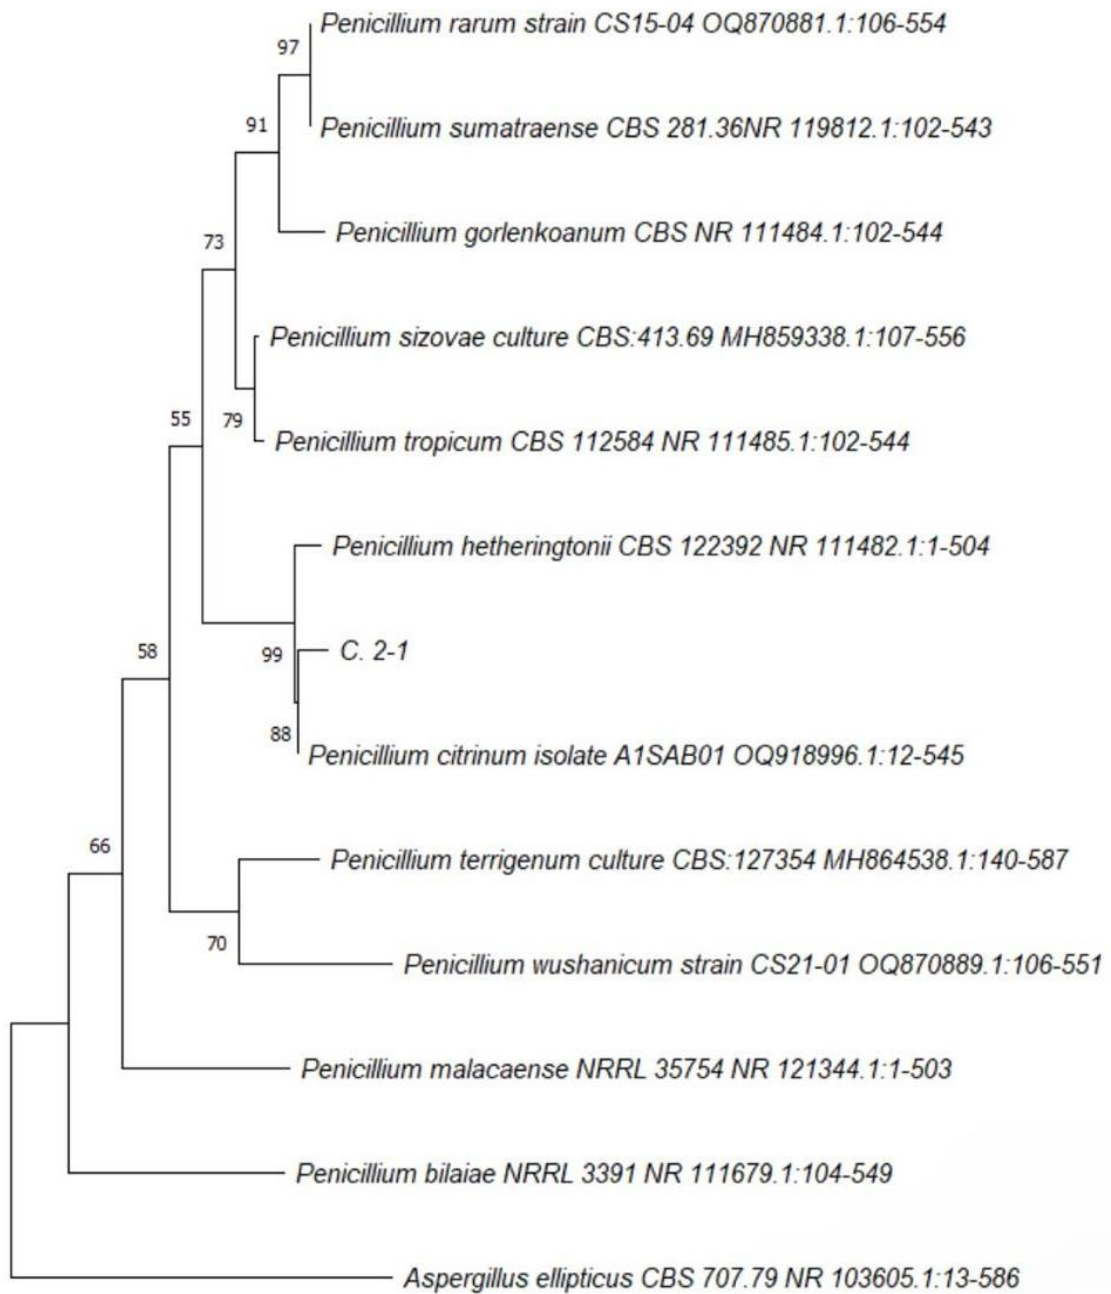 Penicillium rarum strain CS15-04 OQ870881.1:106-554
97
Penicillium sumatraense CBS 281.36NR 119812.1:102-543
91
Penicillium gorlenkoanum CBS NR 111484.1:102-544
73
Penicillium sizovae culture CBS:413.69 MH859338.1:107-556
79
55
Penicillium tropicum CBS 112584 NR 111485.1:102-544
Penicillium hetheringtonii CBS 122392 NR 111482.1:1-504
C. 2-1
99
58
88
Penicillium citrinum isolate A1SAB01 OQ918996.1:12-545
66
Penicillium terrigenum culture CBS:127354 MH864538.1:140-587
70
Penicillium wushanicum strain CS21-01 OQ870889.1:106-551
Penicillium malacaense NRRL 35754 NR 121344.1:1-503
Penicillium bilaiae NRRL 3391 NR 111679.1:104-549
Aspergillus ellipticus CBS 707.79 NR 103605.1:13-586